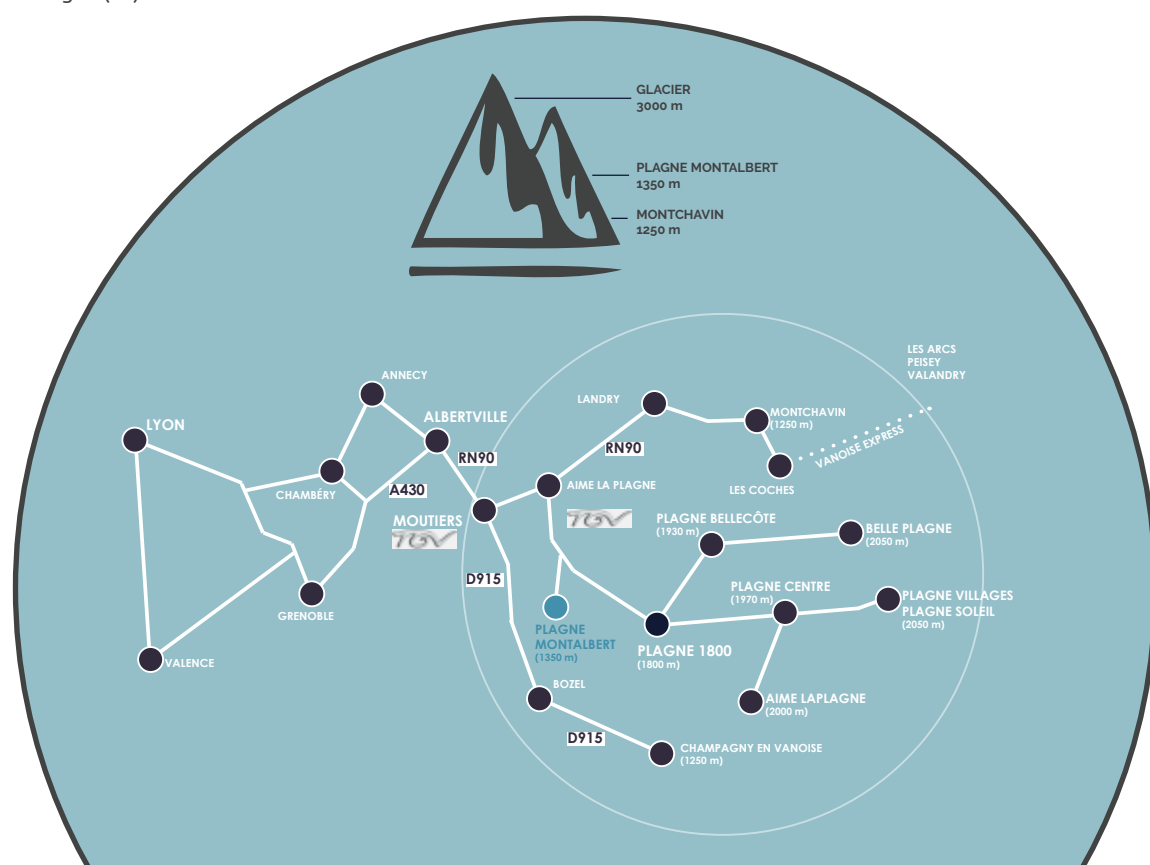 GLACIER
3000 m
PLAGNE MONTALBERT
1350 m
MONTCHAVIN
1250 m
LES ARCS
PEISEY
VALANDRY
ANNECY
LANDRY
ALBERTVILLE
LYON
MONTCHAVIN
(1250 m)
VANOISE EXPRESS
RN90
RN90
CHAMBÉRY
A430
AIME LA PLAGNE
LES COCHES
MOUTIERS
TGV
TGV
PLAGNE BELLECÔTE
(1930 m)
BELLE PLAGNE
(2050 m)
D915
PLAGNE CENTRE
(1970 m)
PLAGNE VILLAGES
PLAGNE SOLEIL
(2050 m)
GRENOBLE
PLAGNE
MONTALBERT
(1350 m)
PLAGNE 1800
(1800 m)
VALENCE
BOZEL
AIME LAPLAGNE
(2000 m)
D915
CHAMPAGNY EN VANOISE
(1250 m)